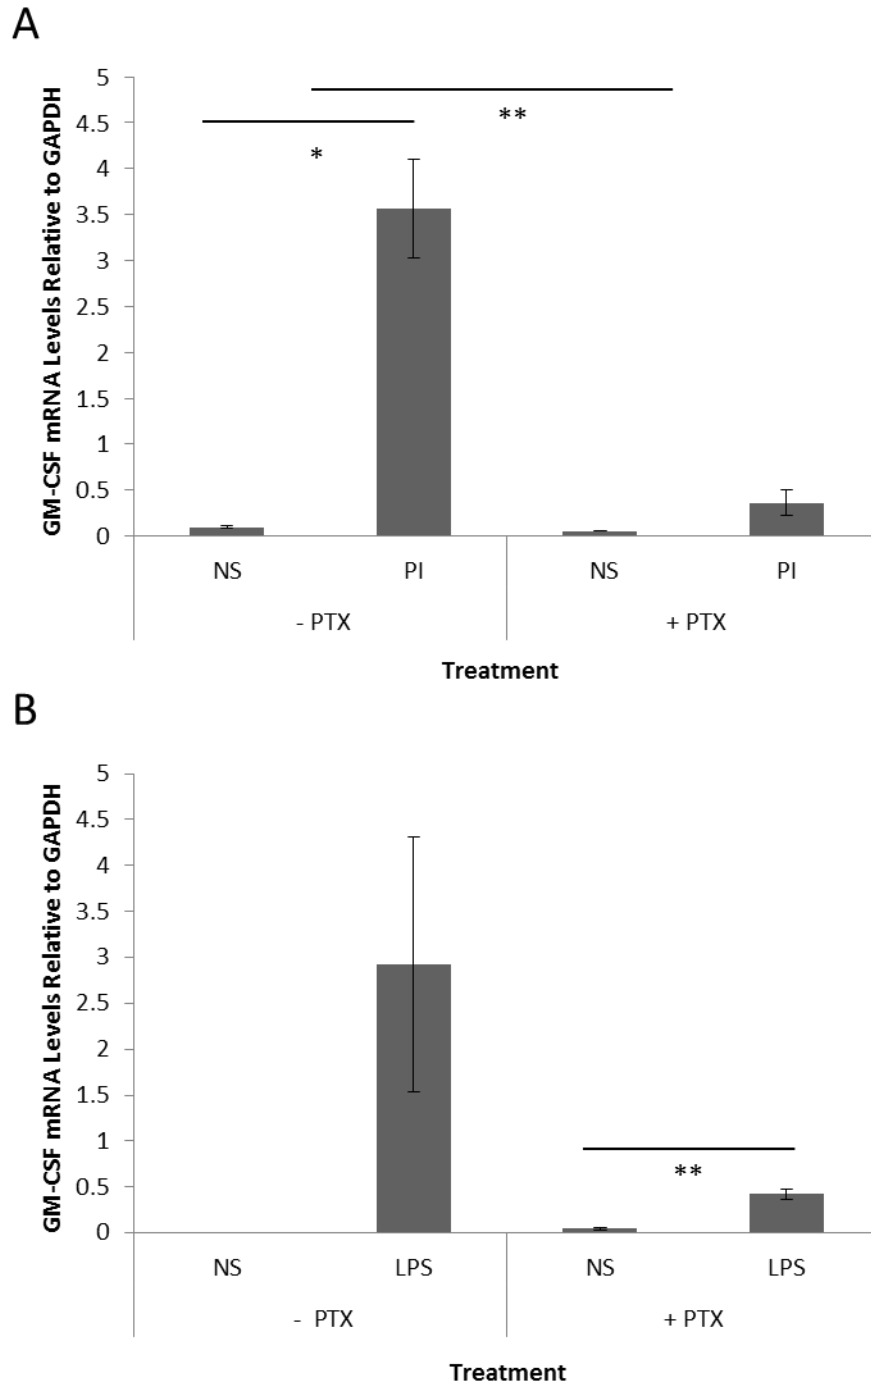 A
GM-CSF mRNA Levels Relative to GAPDH
5
4.5
4
3.5
3
2.5
2
1.5
1
0.5
0
**
*
NS PI NS PI
- PTX + PTX
Treatment
B
GM-CSF mRNA Levels Relative to GAPDH
5
4.5
4
3.5
3
2.5
2
1.5
1
0.5
0
**
NS LPS NS LPS
- PTX + PTX
Treatment